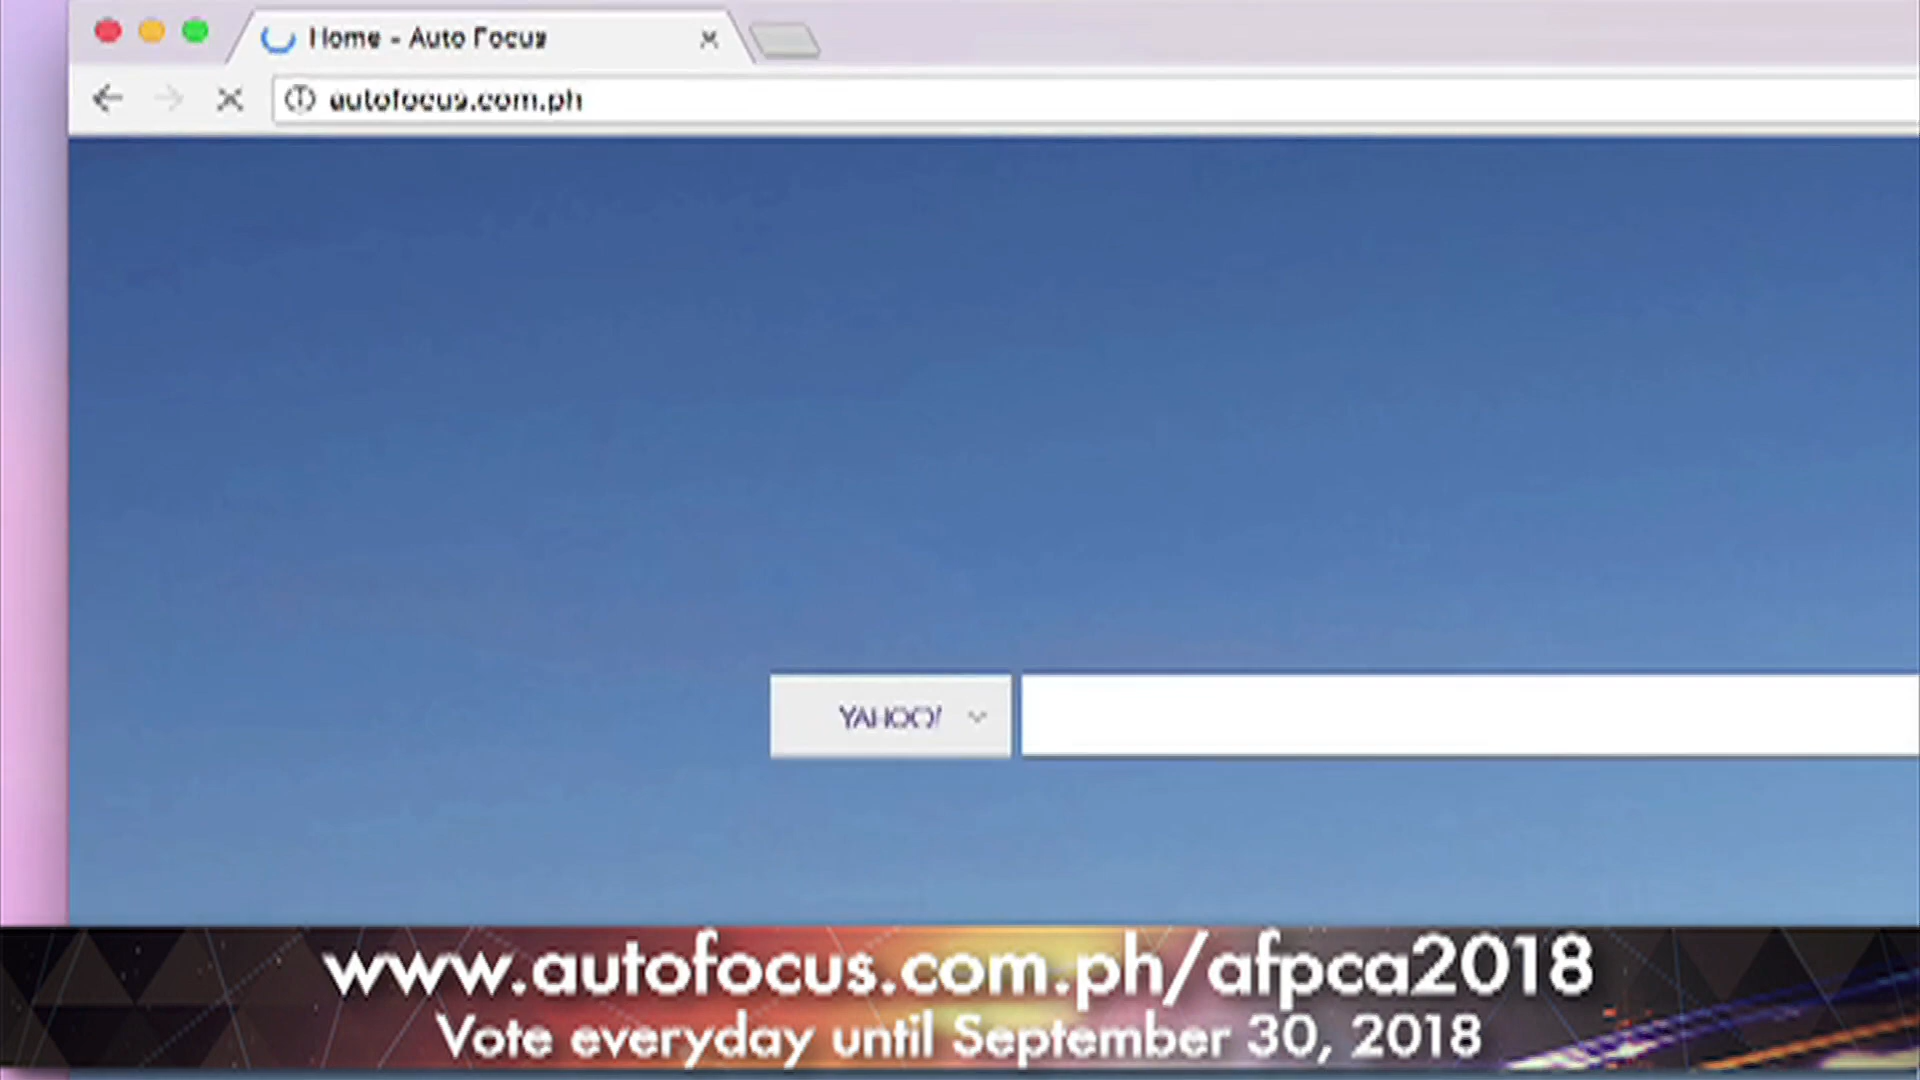 Home - Auto Focus
autofocus.com.ph
YAHOO!
www.autofocus.com.ph/afpca2018
Vote everyday until September 30, 2018